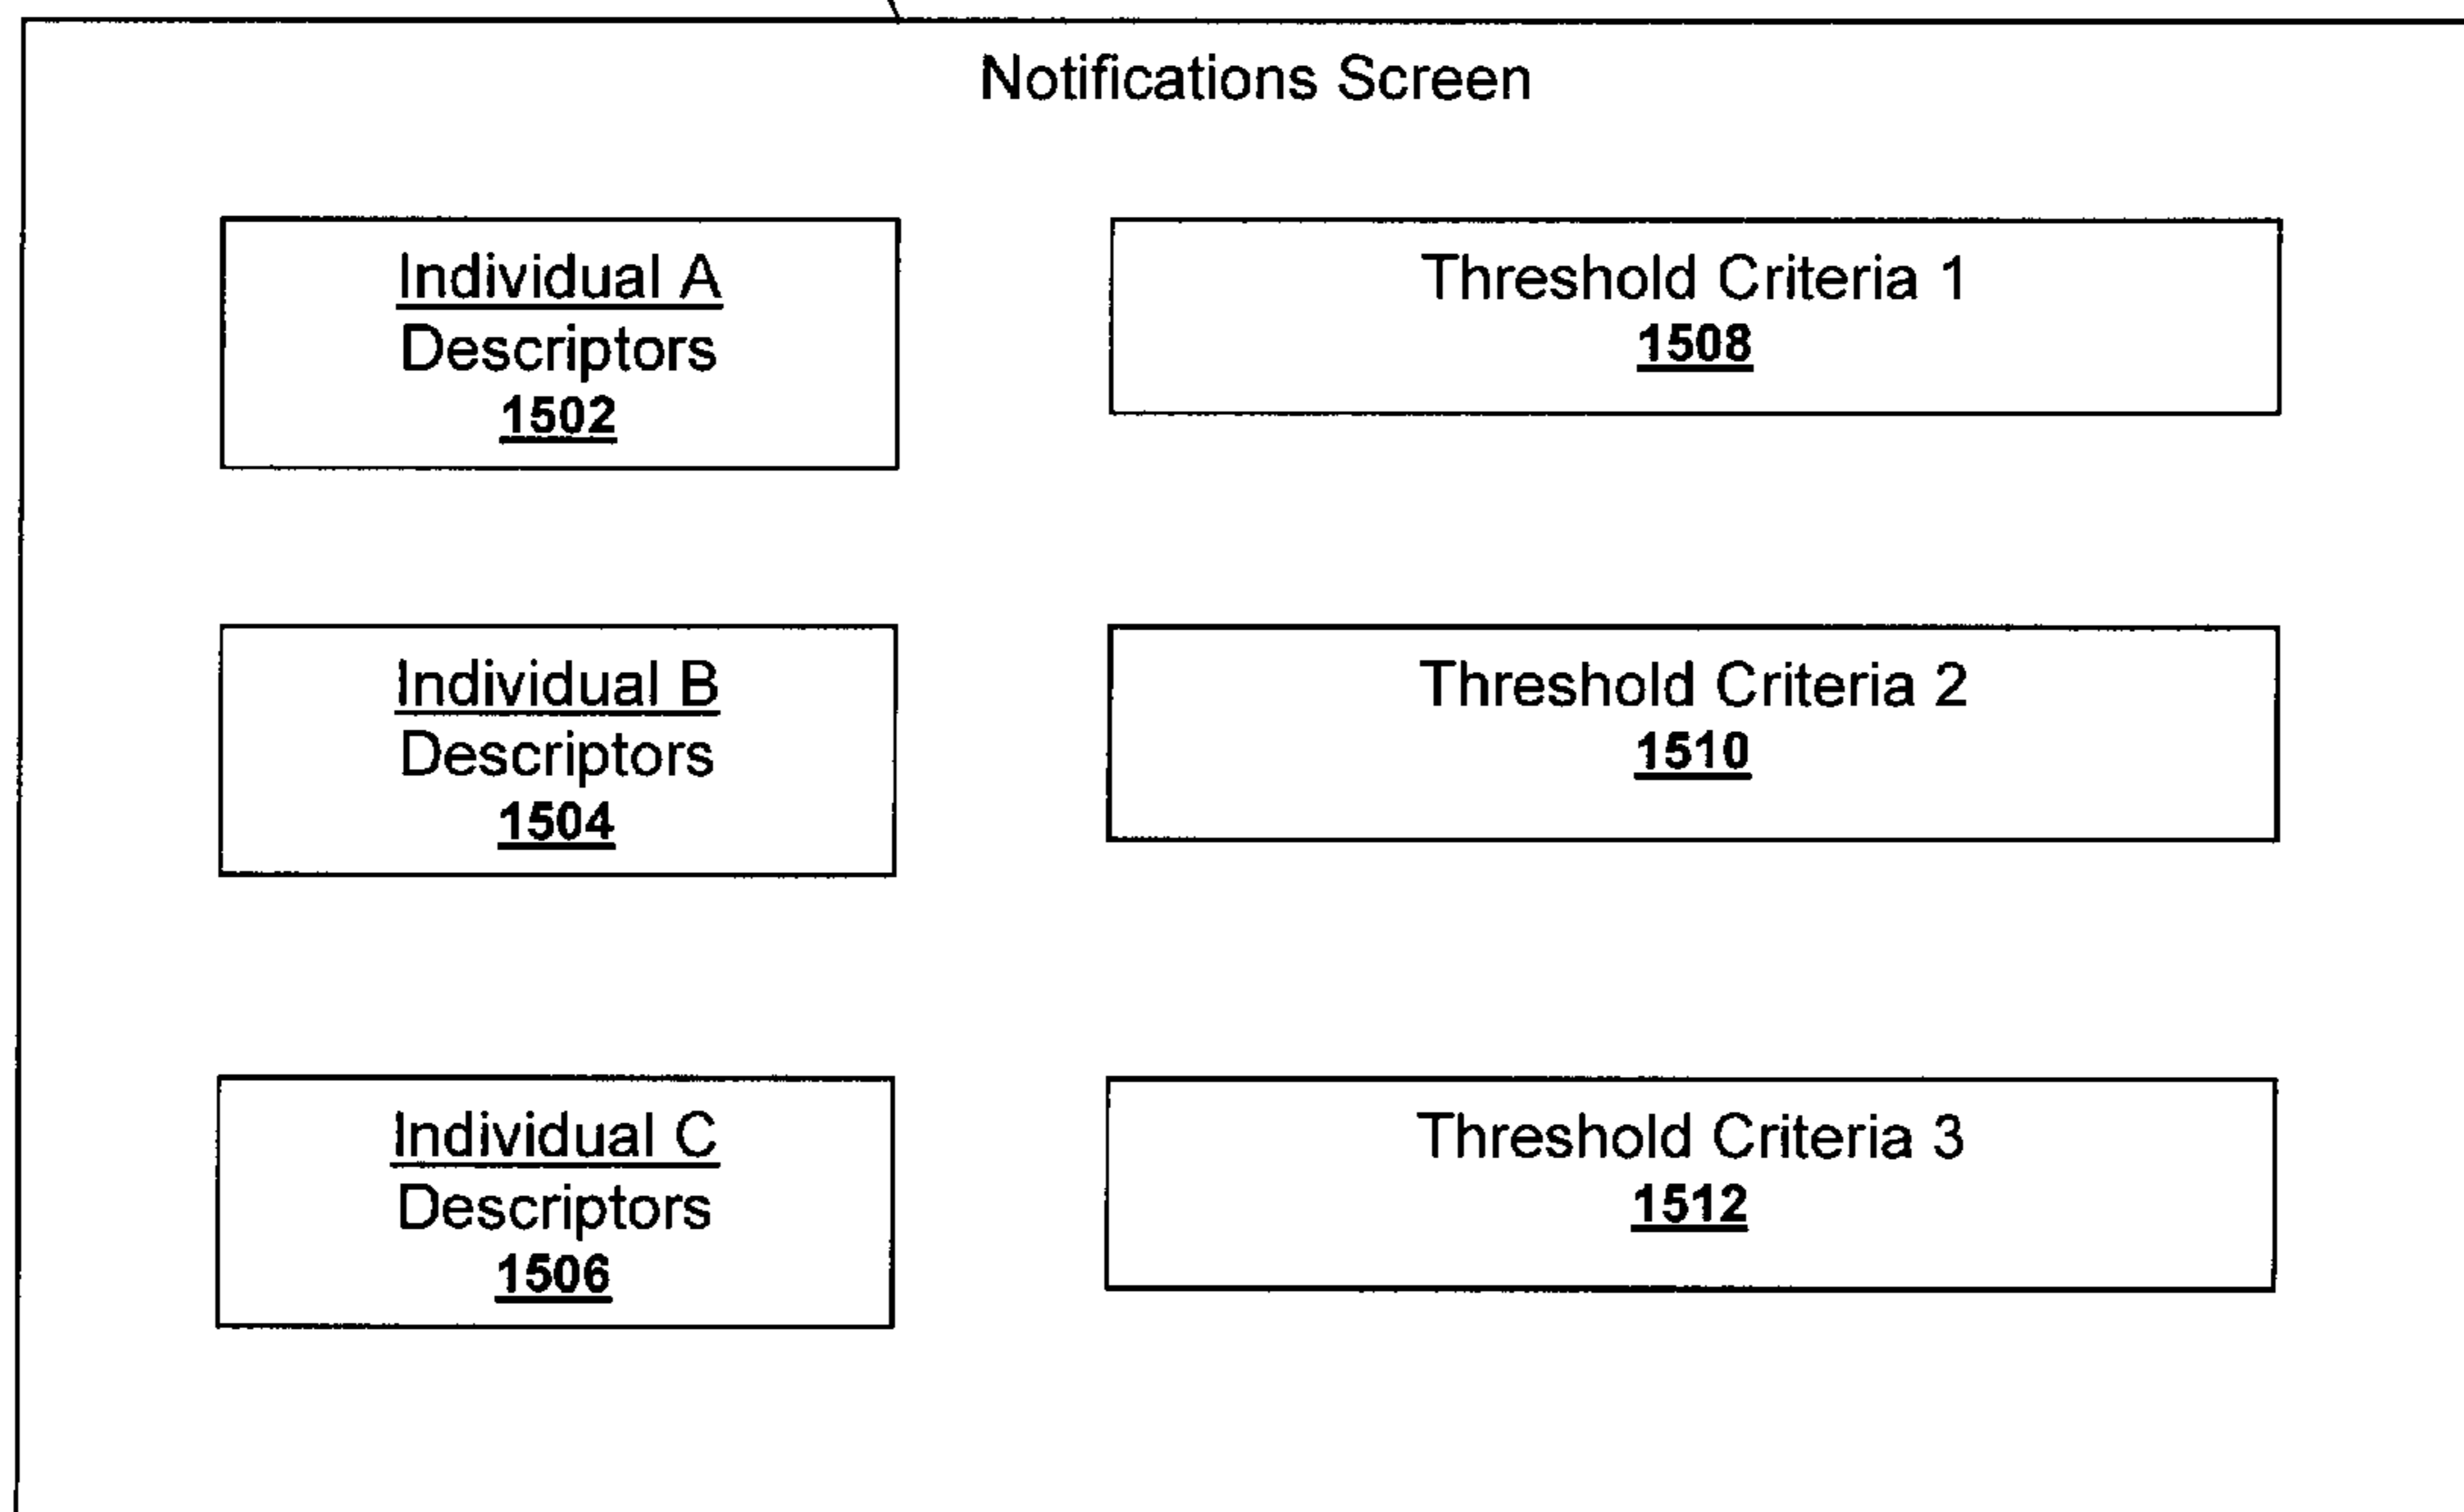 Notifications Screen
Individual A
Descriptors
1502
Threshold Criteria 1
1508
Individual B
Descriptors
1504
Threshold Criteria 2
1510
Individual C
Descriptors
1506
Threshold Criteria 3
1512